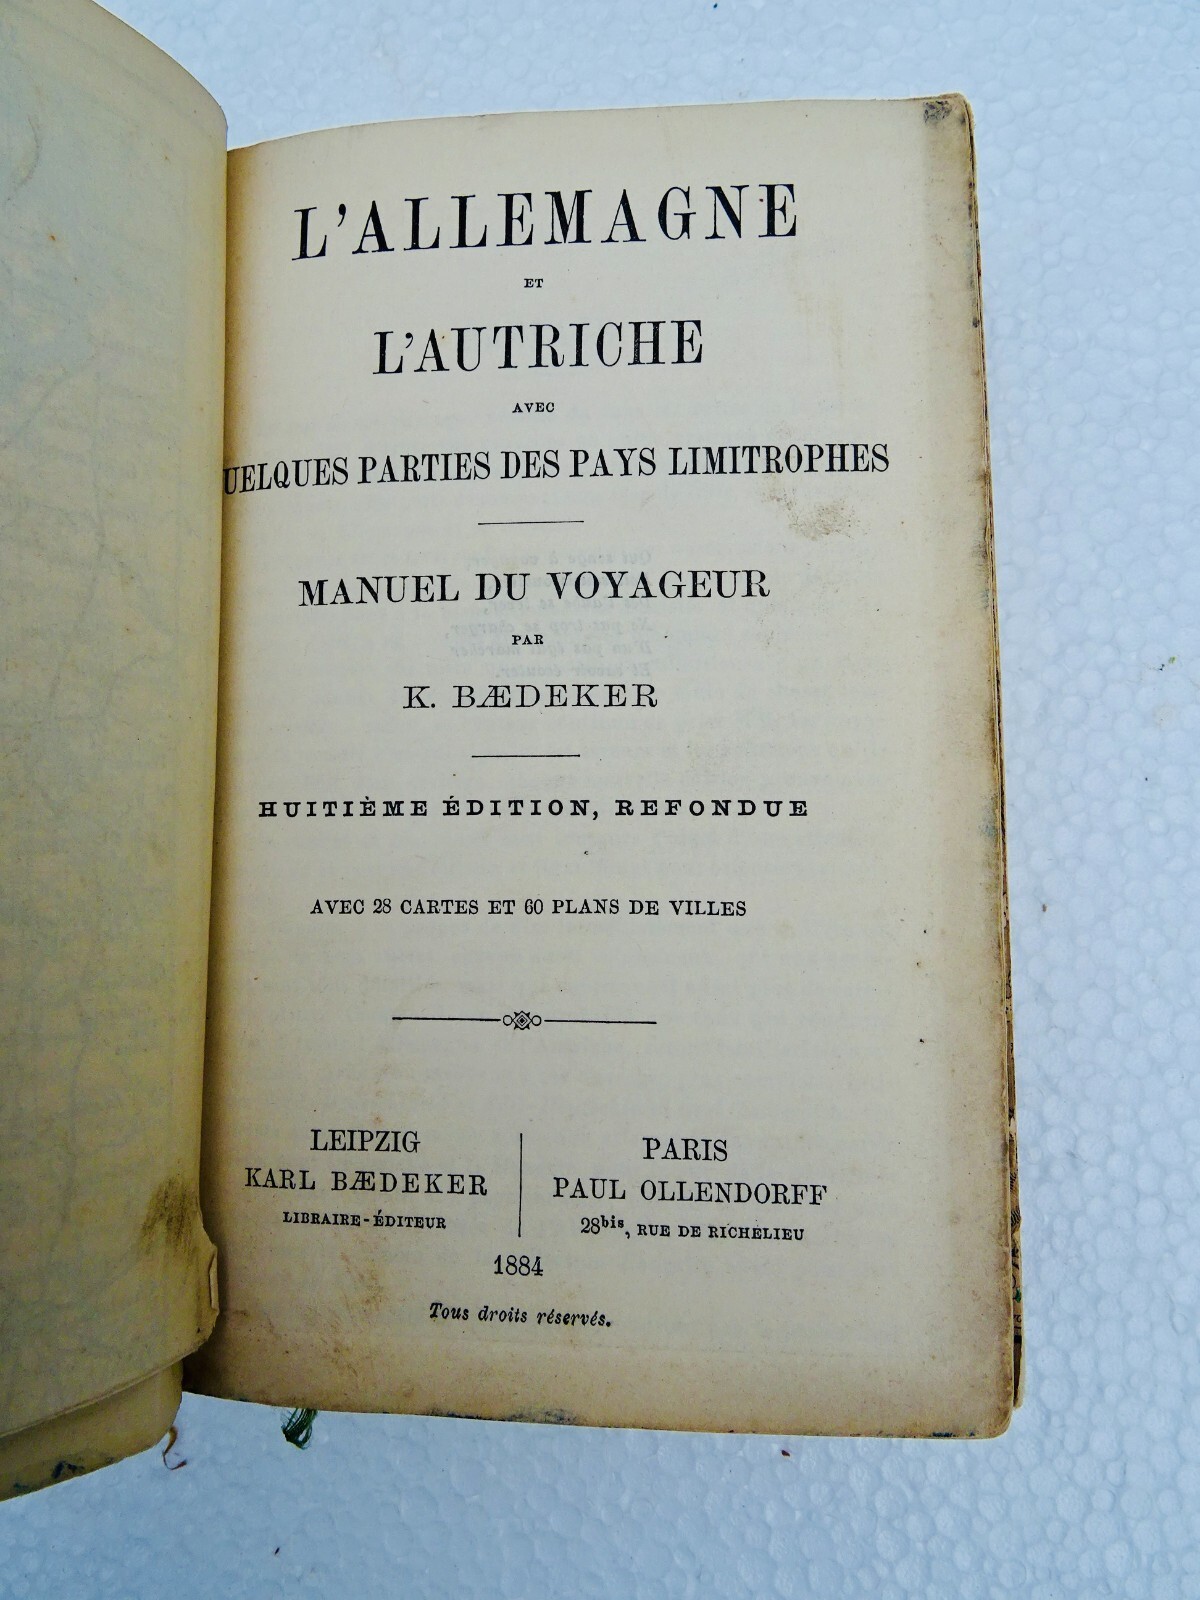 L'ALLEMAGNE
ET
L'AUTRICHE
AVEC
UELQUES PARTIES DES PAYS LIMITROPHES
MANUEL DU VOYAGEUR
PAR
K. BÆDEKER
HUITIÈME ÉDITION, REFONDUE
AVEC 28 CARTES ET 60 PLANS DE VILLES
LEIPZIG
KARL BÆDEKER
LIBRAIRE-ÉDITEUR
PARIS
PAUL OLLENDORFF
28bis, RUE DE RICHELIEU
1884
Tous droits réservés.